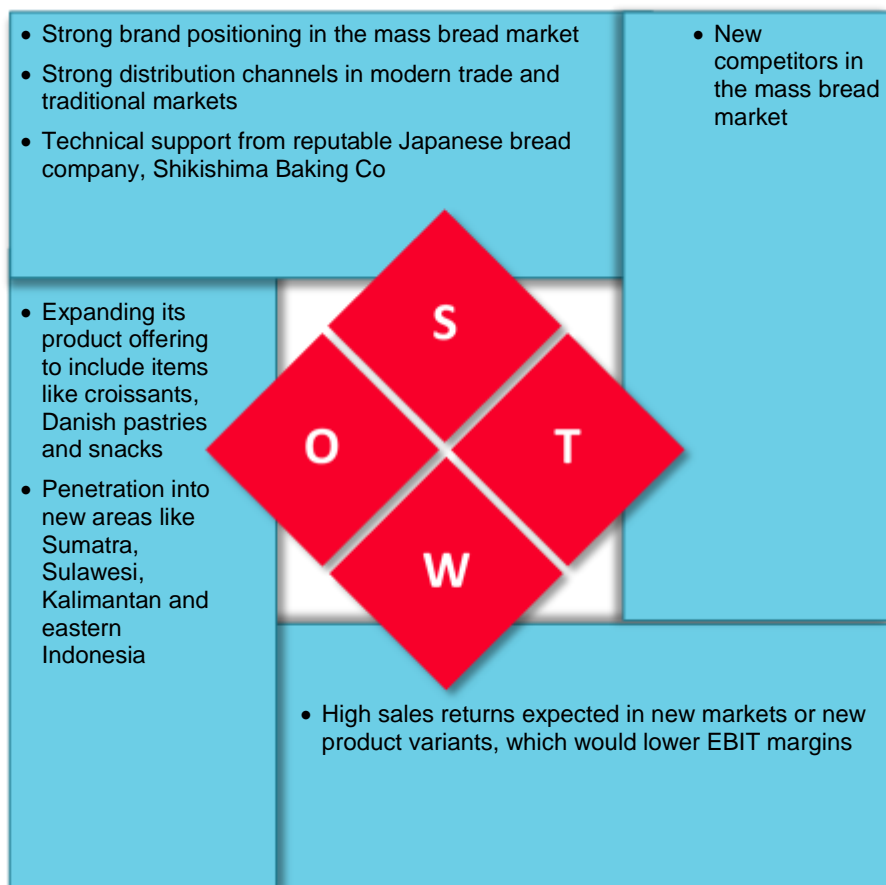 • Strong brand positioning in the mass bread market
• Strong distribution channels in modern trade and
traditional markets
• Technical support from reputable Japanese bread
company, Shikishima Baking Co
• New
competitors in
the mass bread
market
• Expanding its
product offering
to include items
like croissants,
Danish pastries
and snacks
• Penetration into
new areas like
Sumatra,
Sulawesi,
Kalimantan and
eastern
Indonesia
S
O
T
W
• High sales returns expected in new markets or new
product variants, which would lower EBIT margins